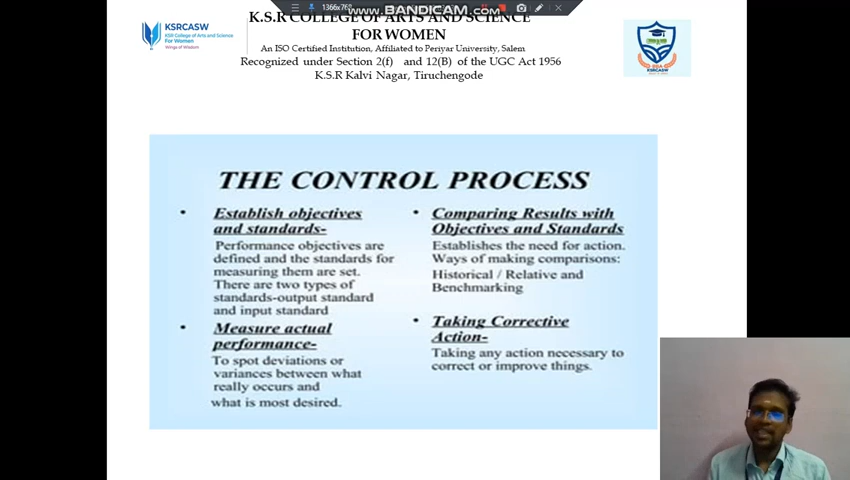 1366x768
WWW.BANDICAM.COM
K.S.R COLLEGE OF ARTS AND SCIENCE
FOR WOMEN
An ISO Certified Institution, Affiliated to Periyar University, Salem
Recognized under Section 2(f) and 12(B) of the UGC Act 1956
K.S.R Kalvi Nagar, Tiruchengode
KSRCASW
KSR College of Arts and Science
For Women
Wings of Wisdom
BBA
KSRCASW
THE CONTROL PROCESS
• Establish objectives
and standards-
Performance objectives are
defined and the standards for
measuring them are set.
There are two types of
standards-output standard
and input standard
• Measure actual
performance-
To spot deviations or
variances between what
really occurs and
what is most desired.
• Comparing Results with
Objectives and Standards
Establishes the need for action.
Ways of making comparisons:
Historical / Relative and
Benchmarking
• Taking Corrective
Action-
Taking any action necessary to
correct or improve things.